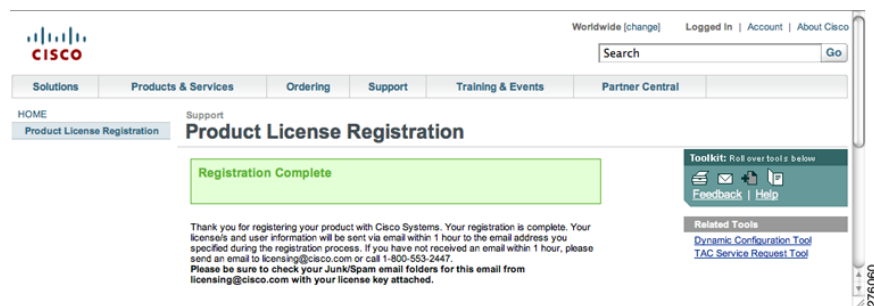 Worldwide [change] Logged In | Account | About Cisco
CISCO
Search Go
Solutions Products & Services Ordering Support Training & Events Partner Central
HOME
Product License Registration
Support
Product License Registration
Registration Complete
Toolkit: Roll over tools below
Feedback | Help
Related Tools
Dynamic Configuration Tool
TAC Service Request Tool
Thank you for registering your product with Cisco Systems. Your registration is complete. Your
license/s and user information will be sent via email within 1 hour to the email address you
specified during the registration process. If you have not received an email within 1 hour, please
send an email to licensing@cisco.com or call 1-800-553-2447.
Please be sure to check your Junk/Spam email folders for this email from
licensing@cisco.com with your license key attached.
276060